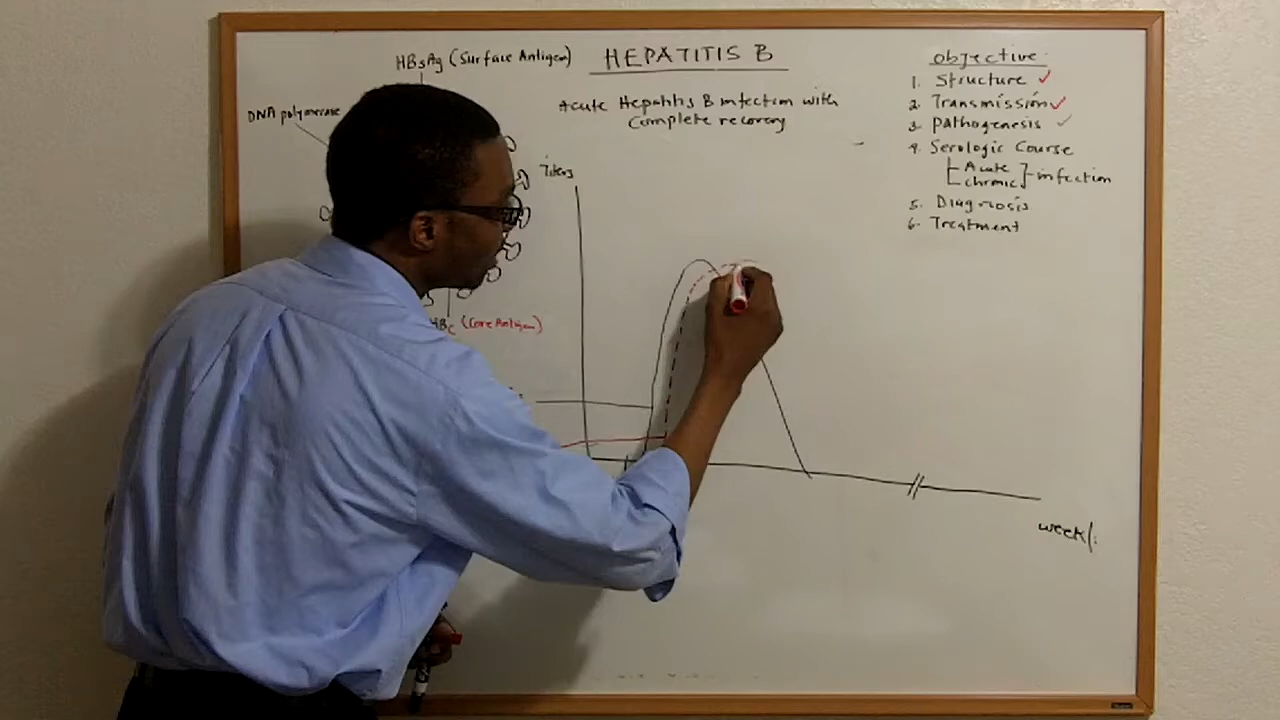 HEPATITIS B
Acute Hepatitis B infection with
Complete recovery
HBsAg (Surface Antigen)
DNA polymerase
HBc (Core Antigen)
Titers
week/
Objective
1. Structure ✓
2. Transmission ✓
3. Pathogenesis ✓
4. Serologic Course
Acute
chronic
infection
5. Diagnosis
6. Treatment